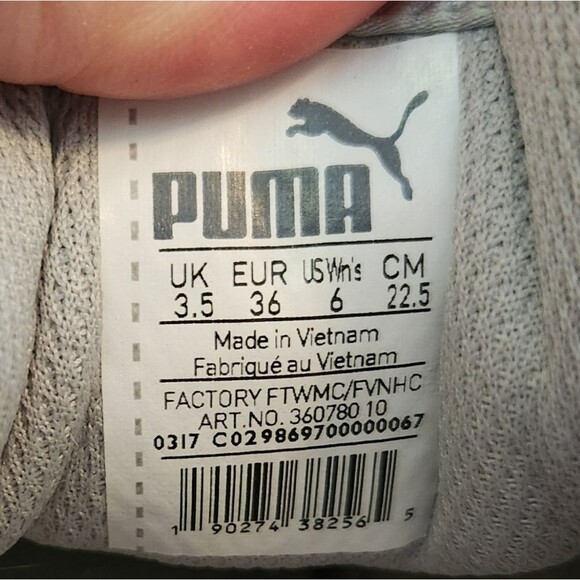 PUMA
UK EUR US Wn's CM
3.5 36 6 22.5
Made in Vietnam
Fabriqué au Vietnam
FACTORY FTWMC/FVNHC
ART.NO. 360780 10
0317 C02986970000067
1 90274 38256 5